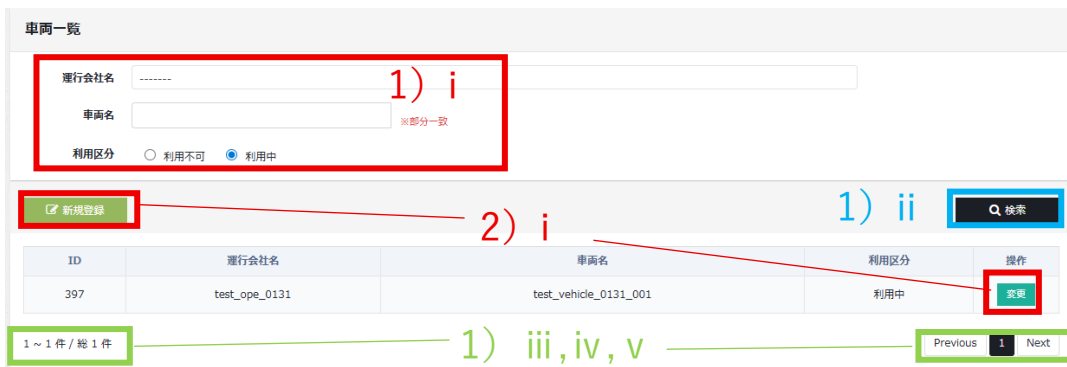 車両一覧
運行会社名 -------
1) i
車両名 ※部分一致
利用区分 利用不可 利用中
新規登録 2) i 1) ii 検索
ID 運行会社名 車両名 利用区分 操作
397 test_ope_0131 test_vehicle_0131_001 利用中 変更
1 ~ 1 件 / 総 1 件 1) iii , iv , v Previous 1 Next